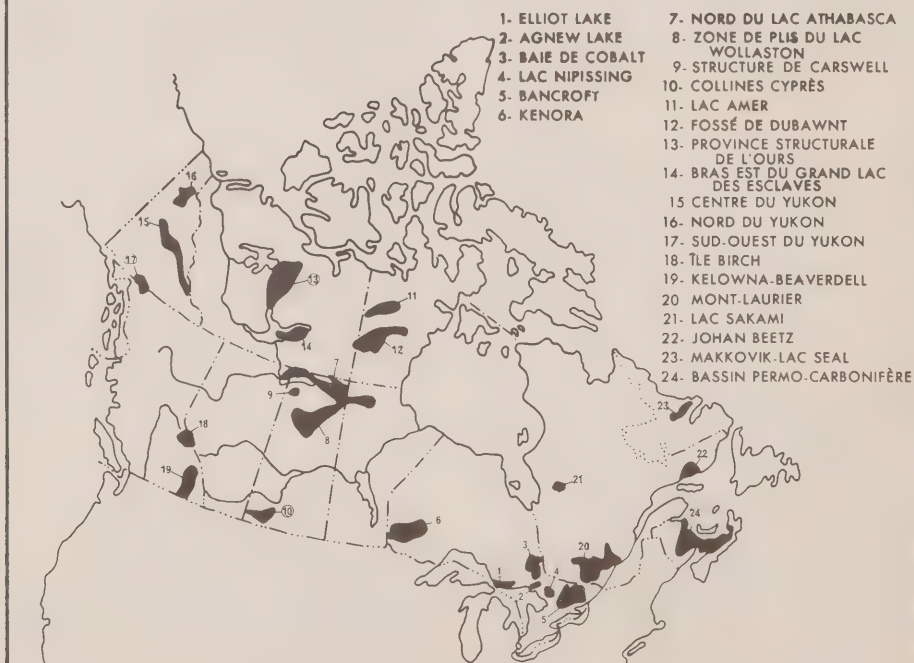 1- ELLIOT LAKE
2- AGNEW LAKE
3- BAIE DE COBALT
4- LAC NIPISSING
5- BANCROFT
6- KENORA
7- NORD DU LAC ATHABASCA
8- ZONE DE PLIS DU LAC
WOLLASTON
9- STRUCTURE DE CARSWELL
10- COLLINES CYPRÈS
11- LAC AMER
12- FOSSÉ DE DUBAWNT
13- PROVINCE STRUCTURALE
DE L'OURS
14- BRAS EST DU GRAND LAC
DES ESCLAVES
15 CENTRE DU YUKON
16- NORD DU YUKON
17- SUD-OUEST DU YUKON
18- ÎLE BIRCH
19- KELOWNA-BEAVERDELL
20 MONT-LAURIER
21- LAC SAKAMI
22- JOHAN BEETZ
23- MAKKOVIK-LAC SEAL
24- BASSIN PERMO-CARBONIFÈRE
16
15
17
13
11
14
12
7
9
8
23
18
22
19
21
10
6
24
3
20
1
4
2
5